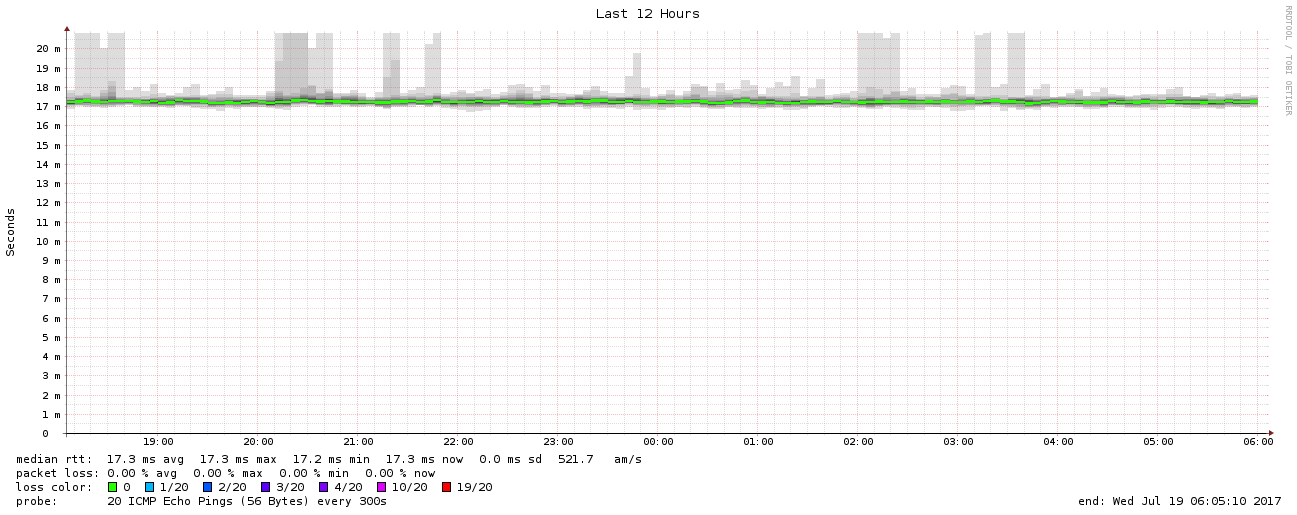 Last 12 Hours
RRDTOOL / TOBI OETIKER
Seconds
20 m
19 m
18 m
17 m
16 m
15 m
14 m
13 m
12 m
11 m
10 m
9 m
8 m
7 m
6 m
5 m
4 m
3 m
2 m
1 m
0
19:00 20:00 21:00 22:00 23:00 00:00 01:00 02:00 03:00 04:00 05:00 06:00
median rtt: 17.3 ms avg 17.3 ms max 17.2 ms min 17.3 ms now 0.0 ms sd 521.7 am/s
packet loss: 0.00 % avg 0.00 % max 0.00 % min 0.00 % now
loss color: 0 1/20 2/20 3/20 4/20 10/20 19/20
probe: 20 ICMP Echo Pings (56 Bytes) every 300s end: Wed Jul 19 06:05:10 2017